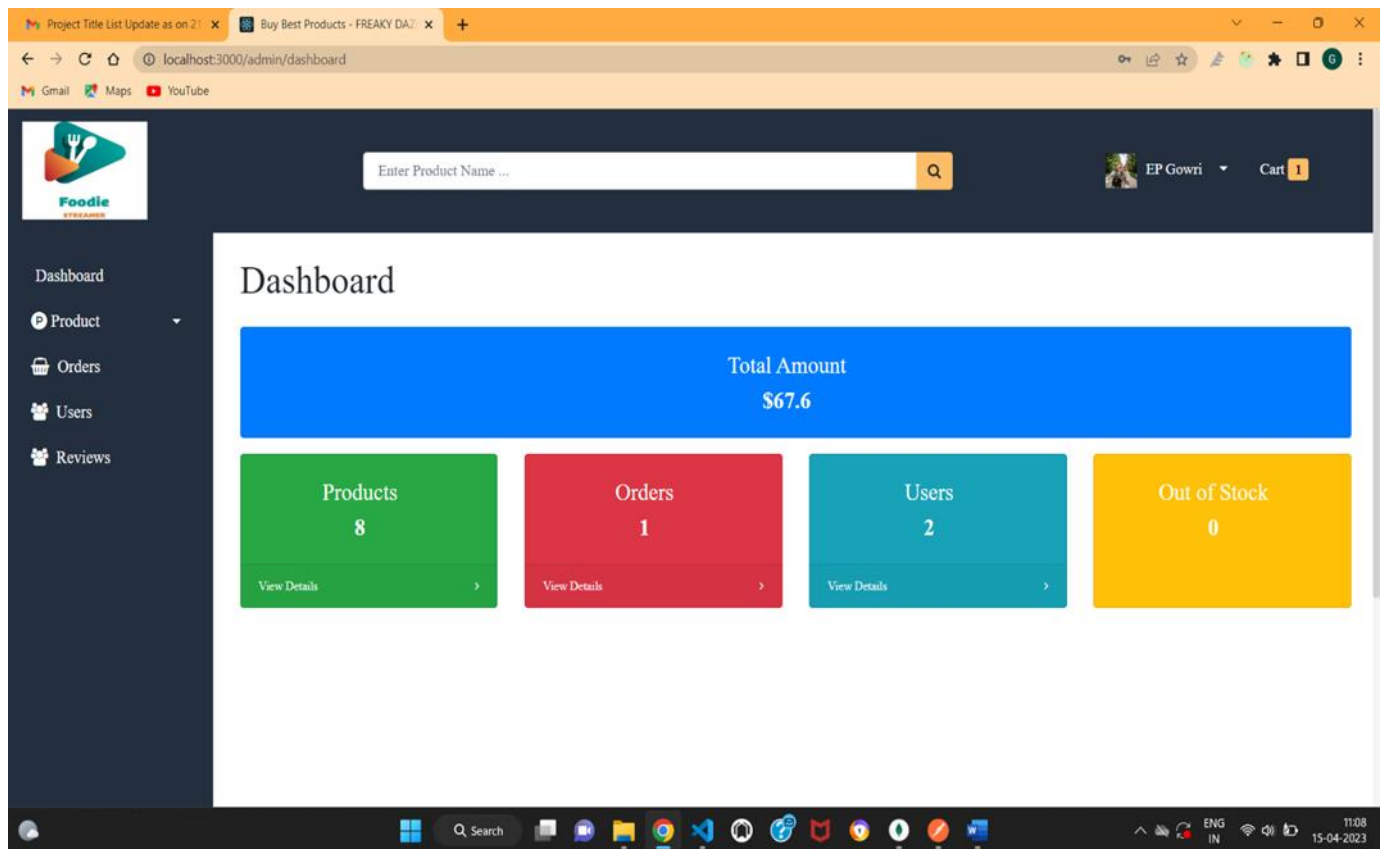 Project Title List Update as on 21
Buy Best Products - FREAKY DAZ
localhost:3000/admin/dashboard
G
Gmail Maps YouTube
Foodie
STREAMER
Enter Product Name ...
EP Gowri
Cart 1
Dashboard
Product
Orders
Users
Reviews
Dashboard
Total Amount
$67.6
Products
8
View Details
Orders
1
View Details
Users
2
View Details
Out of Stock
0
Search
ENG
IN
11:08
15-04-2023